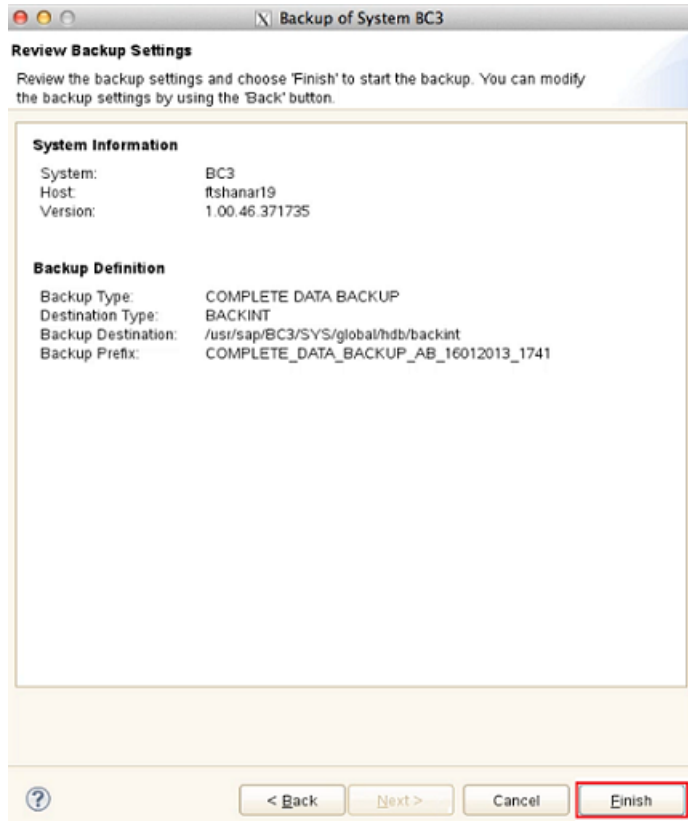 Backup of System BC3
Review Backup Settings
Review the backup settings and choose 'Finish' to start the backup. You can modify
the backup settings by using the 'Back' button.
System Information
System: BC3
Host: ftshanar19
Version: 1.00.46.371735
Backup Definition
Backup Type: COMPLETE DATA BACKUP
Destination Type: BACKINT
Backup Destination: /usr/sap/BC3/SYS/global/hdb/backint
Backup Prefix: COMPLETE_DATA_BACKUP_AB_16012013_1741
? < Back Next > Cancel Finish